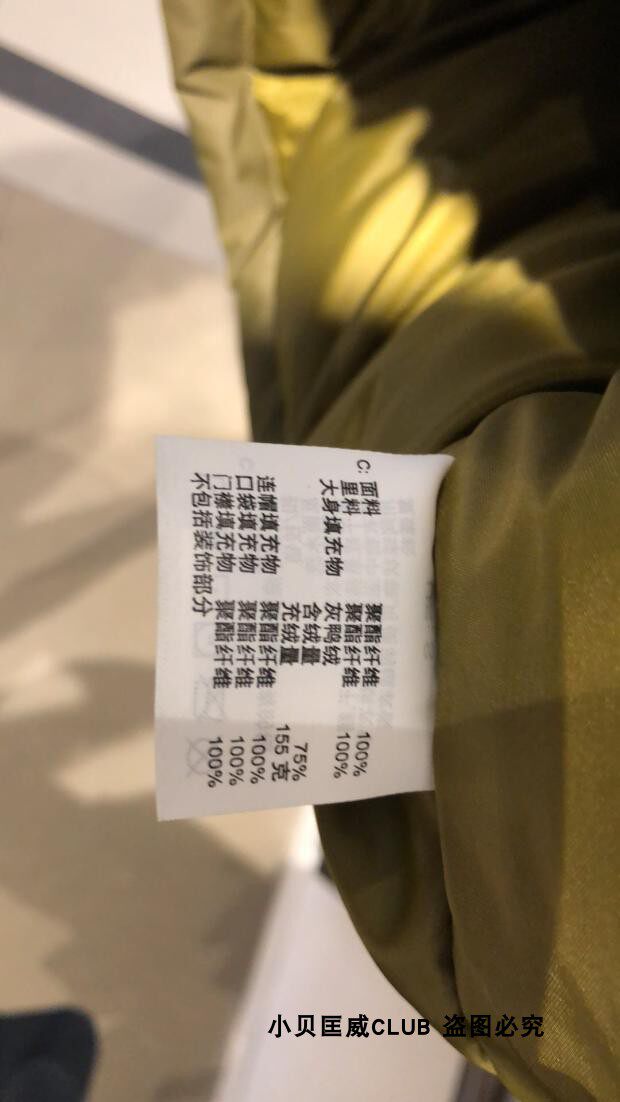 C: 面料 聚酯纤维 100%
里料 聚酯纤维 100%
大身填充物 灰鸭绒
含绒量 75%
充绒量 155 克
连帽填充物 聚酯纤维 100%
口袋填充物 聚酯纤维 100%
门襟填充物 聚酯纤维 100%
不包括装饰部分
小贝匡威CLUB 盗图必究